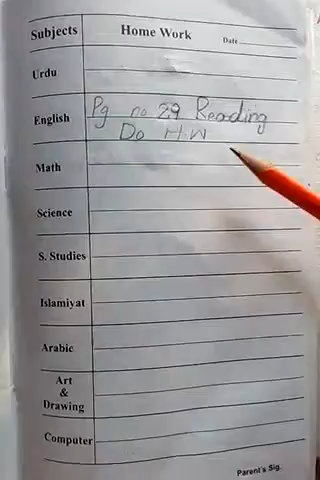 Subjects Home Work Date
Urdu
English Pg no 29 Reading
Do H.W
Math
Science
S. Studies
Islamiyat
Arabic
Art
&
Drawing
Computer
Parent's Sig.